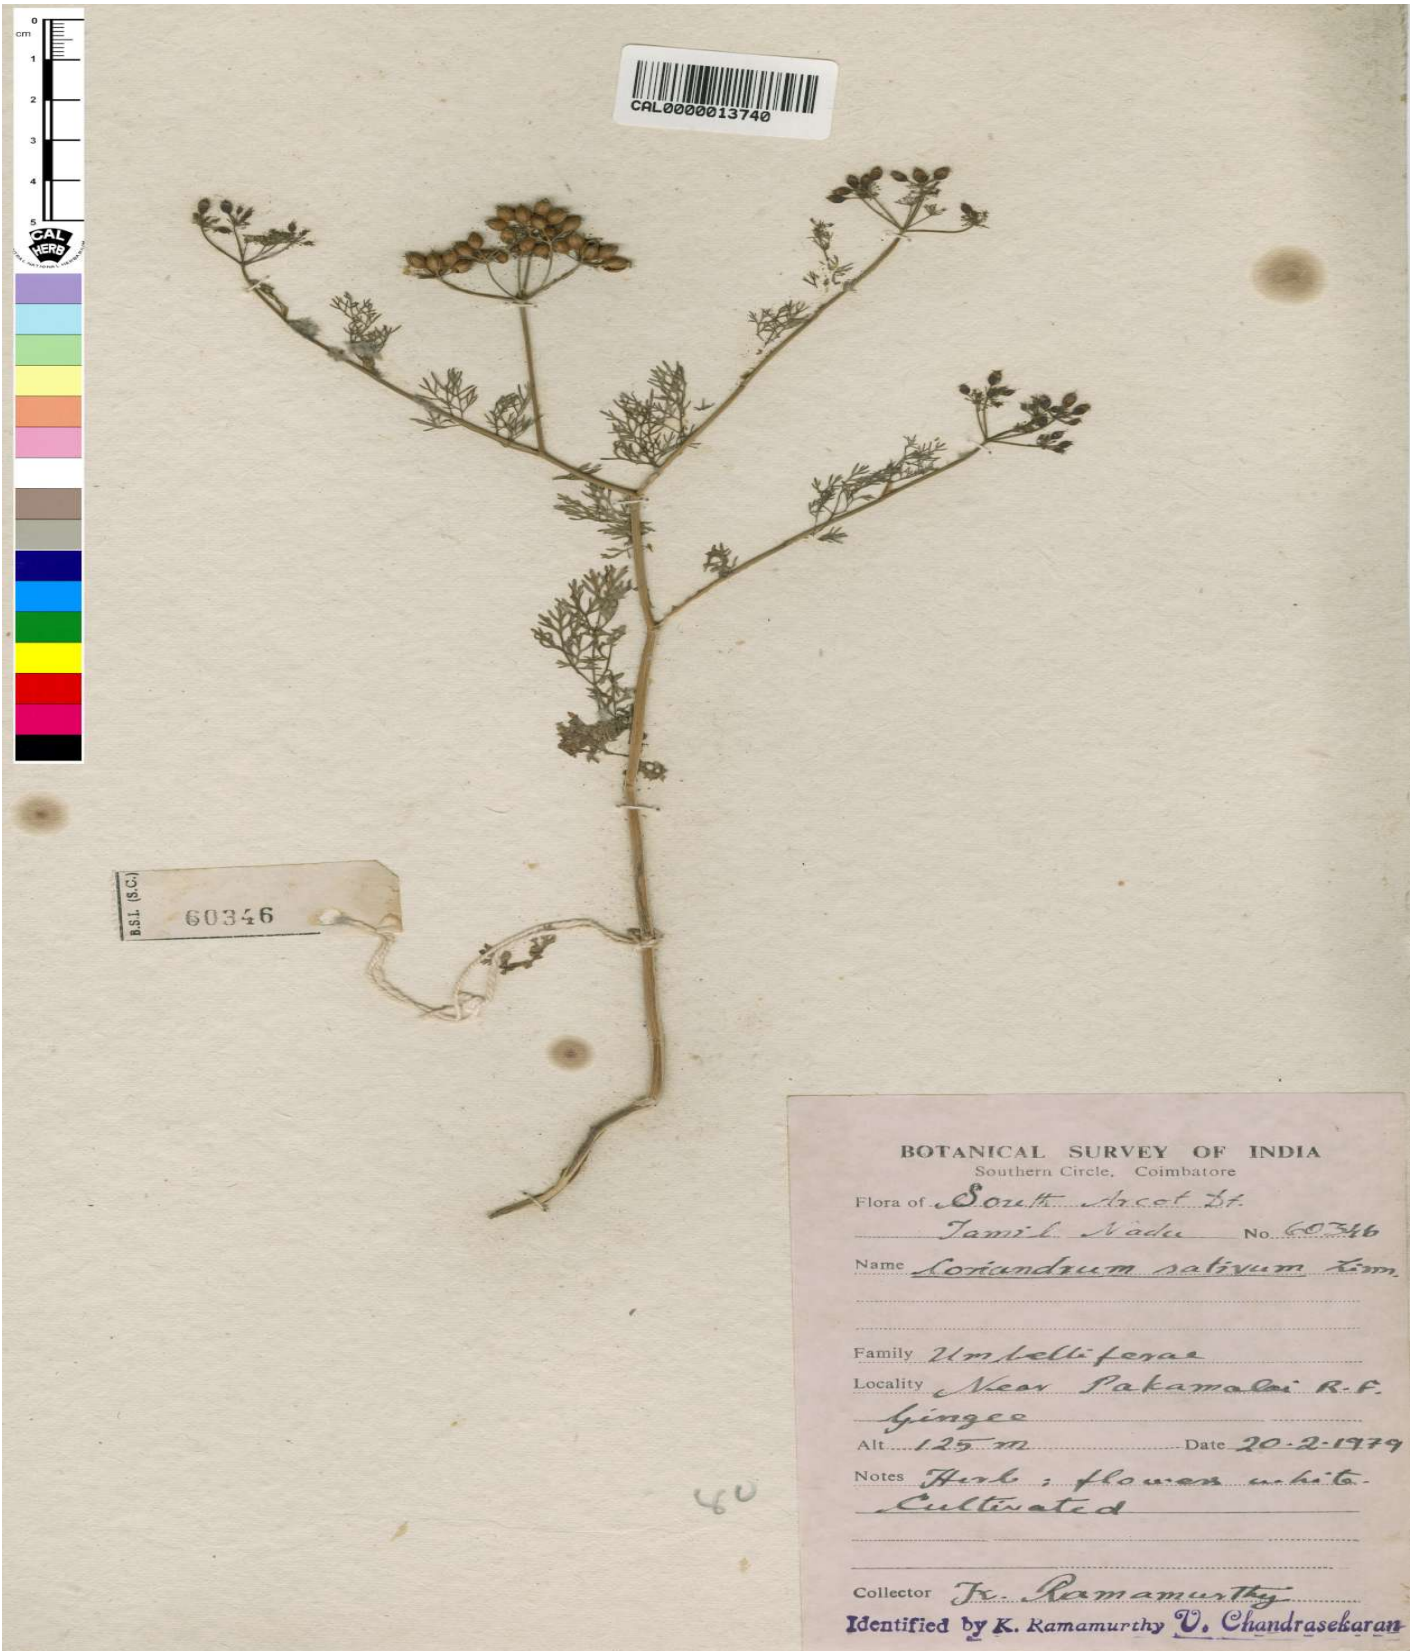 0
cm
1
2
3
4
5
CAL
HERB
CAL0000013740
B.S.I. (S.C.)
60346
BOTANICAL SURVEY OF INDIA
Southern Circle, Coimbatore
Flora of South Arcot Dt.
Tamil Nadu No 60346
Name Coriandrum sativum Linn.
Family Umbelliferae
Locality Near Pakamalai R.F.
Gingee
Alt 125 m Date 20-2-1979
Notes Herb; flowers white.
Cultivated
80
Collector K. Ramamurthy
Identified by K. Ramamurthy V. Chandrasekaran